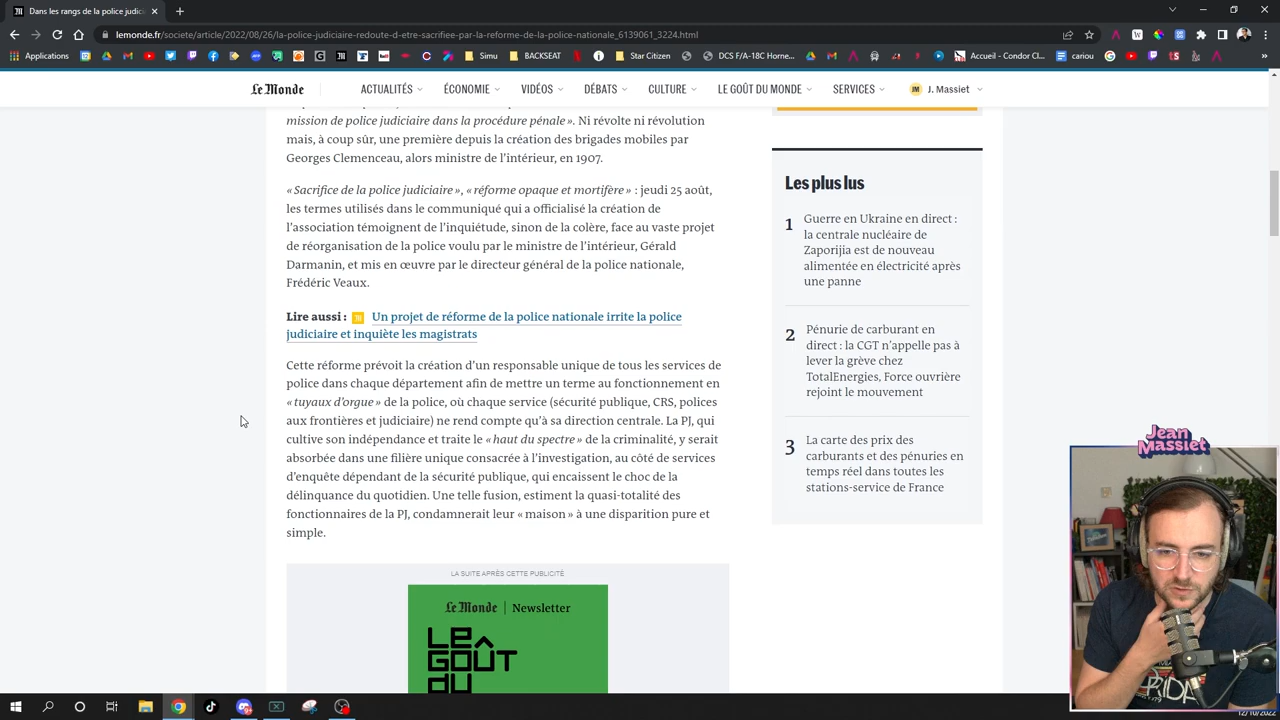 Dans les rangs de la police judici
lemonde.fr/societe/article/2022/08/26/la-police-judiciaire-redoute-d-etre-sacrifiee-par-la-reforme-de-la-police-nationale_6139061_3224.html
Applications
Simu
BACKSEAT
Star Citizen
DCS F/A-18C Horne...
Accueil - Condor Cl...
cariou
Le Monde
ACTUALITÉS
ÉCONOMIE
VIDÉOS
DÉBATS
CULTURE
LE GOÛT DU MONDE
SERVICES
JM
J. Massiet
mission de police judiciaire dans la procédure pénale ». Ni révolte ni révolution
mais, à coup sûr, une première depuis la création des brigades mobiles par
Georges Clemenceau, alors ministre de l'intérieur, en 1907.
« Sacrifice de la police judiciaire », « réforme opaque et mortifère » : jeudi 25 août,
les termes utilisés dans le communiqué qui a officialisé la création de
l'association témoignent de l'inquiétude, sinon de la colère, face au vaste projet
de réorganisation de la police voulu par le ministre de l'intérieur, Gérald
Darmanin, et mis en œuvre par le directeur général de la police nationale,
Frédéric Veaux.
Lire aussi : Un projet de réforme de la police nationale irrite la police
judiciaire et inquiète les magistrats
Cette réforme prévoit la création d'un responsable unique de tous les services de
police dans chaque département afin de mettre un terme au fonctionnement en
« tuyaux d'orgue » de la police, où chaque service (sécurité publique, CRS, polices
aux frontières et judiciaire) ne rend compte qu'à sa direction centrale. La PJ, qui
cultive son indépendance et traite le « haut du spectre » de la criminalité, y serait
absorbée dans une filière unique consacrée à l'investigation, au côté de services
d'enquête dépendant de la sécurité publique, qui encaissent le choc de la
délinquance du quotidien. Une telle fusion, estiment la quasi-totalité des
fonctionnaires de la PJ, condamnerait leur « maison » à une disparition pure et
simple.
LA SUITE APRÈS CETTE PUBLICITÉ
Le Monde | Newsletter
LE
GOÛT
DU
Les plus lus
1 Guerre en Ukraine en direct :
la centrale nucléaire de
Zaporijia est de nouveau
alimentée en électricité après
une panne
2 Pénurie de carburant en
direct : la CGT n'appelle pas à
lever la grève chez
TotalEnergies, Force ouvrière
rejoint le mouvement
3 La carte des prix des
carburants et des pénuries en
temps réel dans toutes les
stations-service de France
Jean
Massiet
12/10/2022